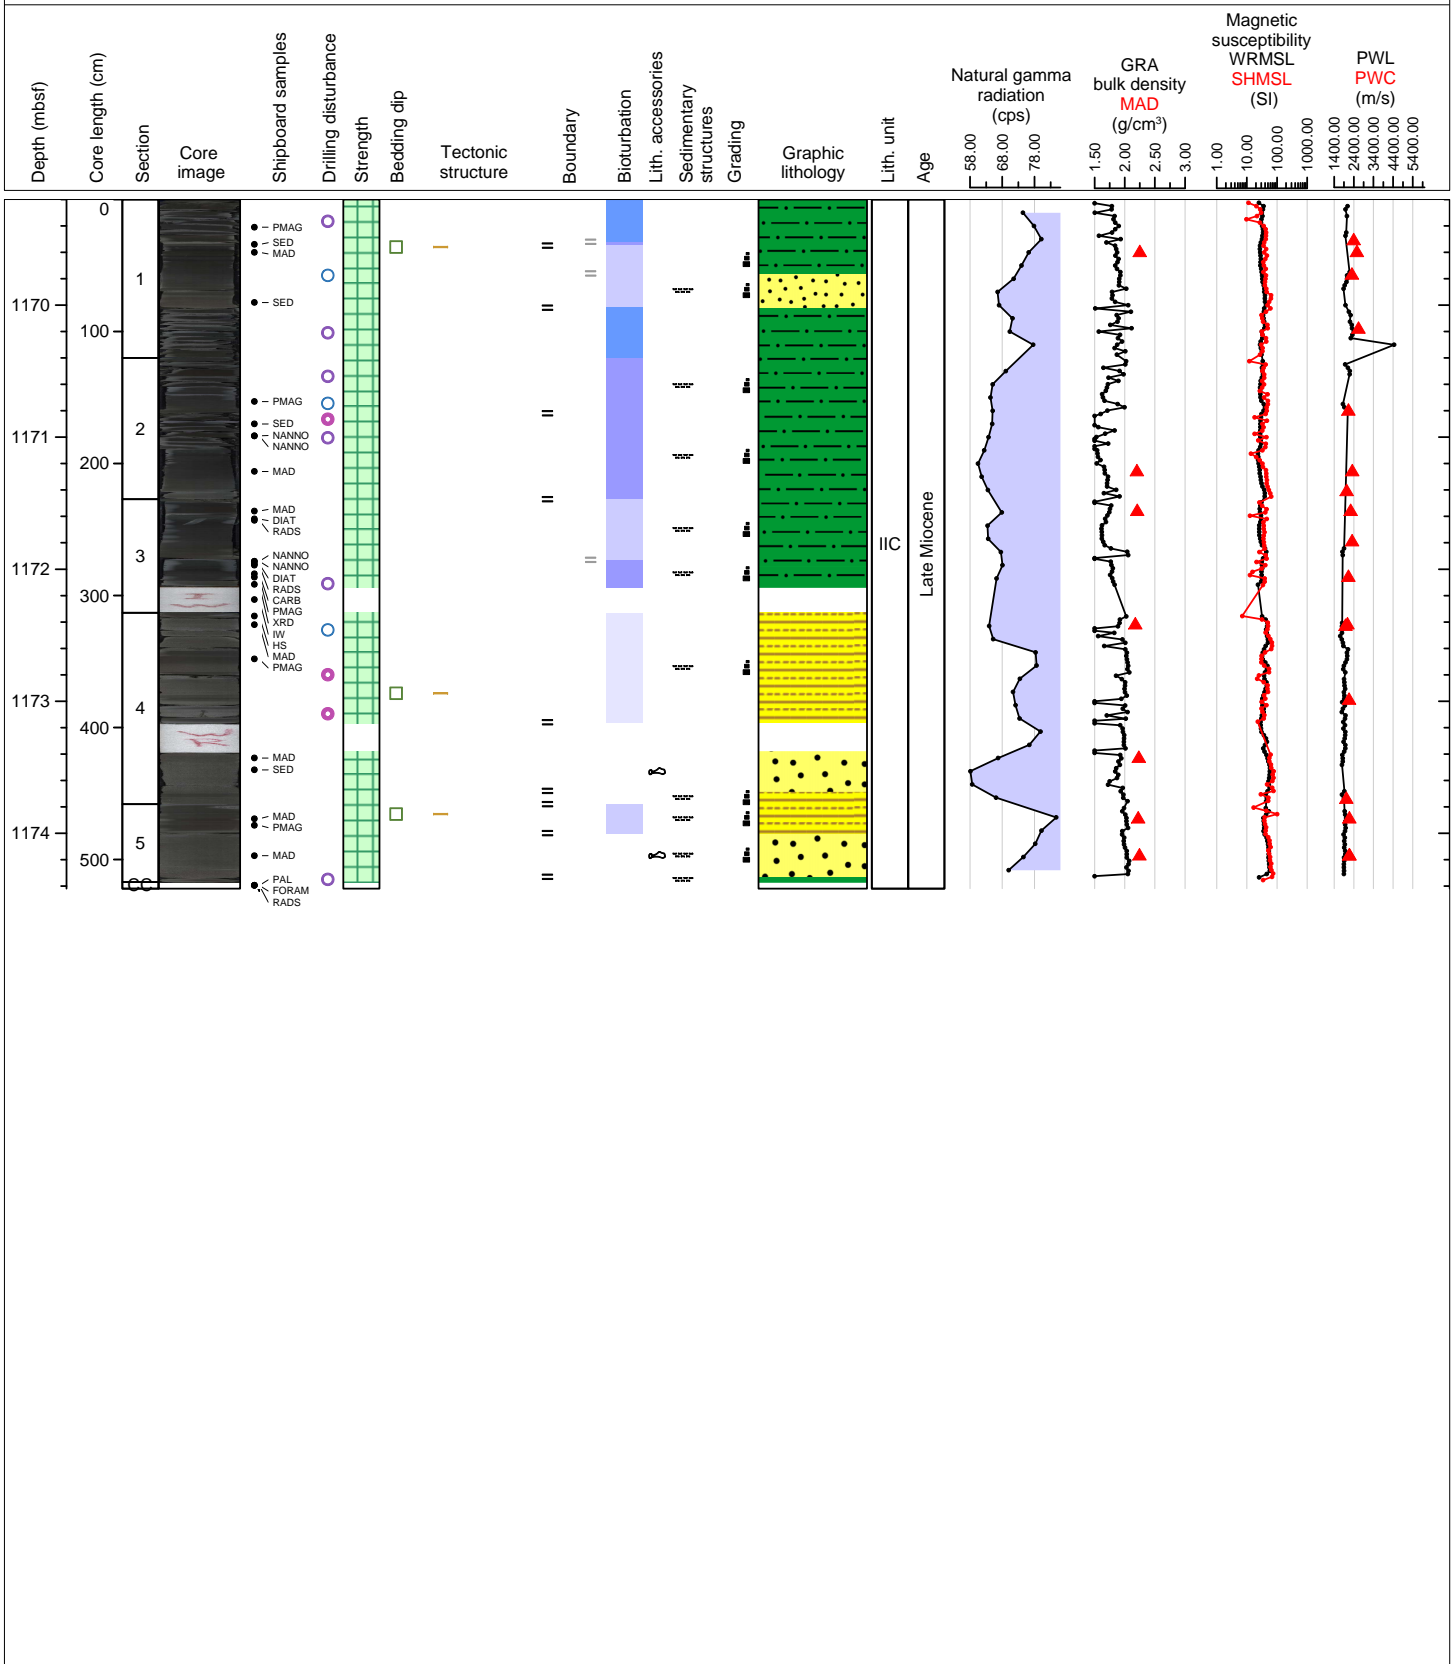 Depth (mbsf)
Core length (cm)
Section
Core
image
Shipboard samples
Drilling disturbance
Strength
Bedding dip
Tectonic
structure
Boundary
Bioturbation
Lith. accessories
Sedimentary
structures
Grading
Graphic
lithology
Lith. unit
Age
Natural gamma
radiation
(cps)
58.00 68.00 78.00
GRA
bulk density
MAD
(g/cm³)
1.50 2.00 2.50 3.00
Magnetic
susceptibility
WRMSL
SHMSL
(SI)
1.00 10.00 100.00 1000.00
PWL
PWC
(m/s)
1400.00 2400.00 3400.00 4400.00 5400.00
1170
1171
1172
1173
1174
0
100
200
300
400
500
1
2
3
4
5
CC
PMAG
SED
MAD
SED
PMAG
SED
NANNO
NANNO
MAD
MAD
DIAT
RADS
NANNO
NANNO
DIAT
RADS
CARB
PMAG
XRD
IW
HS
MAD
PMAG
MAD
SED
MAD
PMAG
MAD
PAL
FORAM
RADS
IIC
Late Miocene